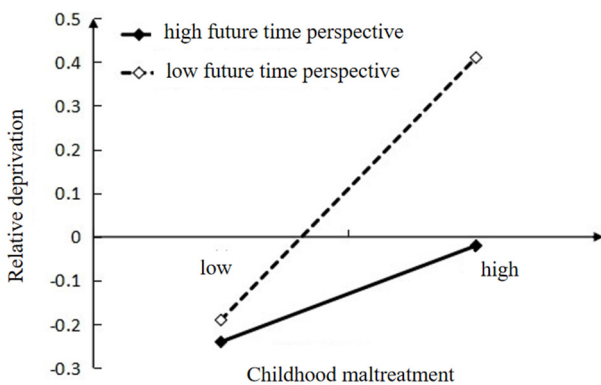 0.5
high future time perspective
0.4
low future time perspective
0.3
0.2
0.1
0
-0.1
-0.2
-0.3
Relative deprivation
low
high
Childhood maltreatment